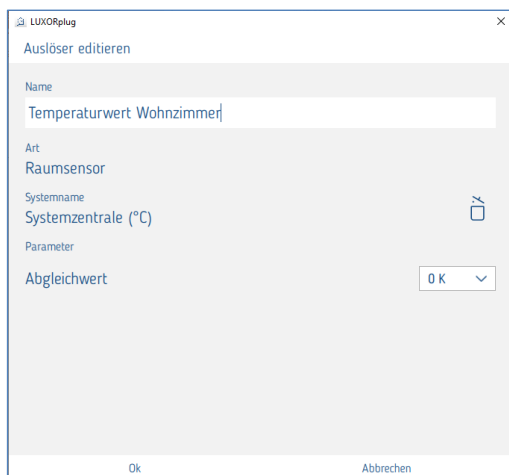 LUXORplug
Auslöser editieren
Name
Temperaturwert Wohnzimmer
Art
Raumsensor
Systemname
Systemzentrale (°C)
Parameter
Abgleichwert
0 K
Ok
Abbrechen